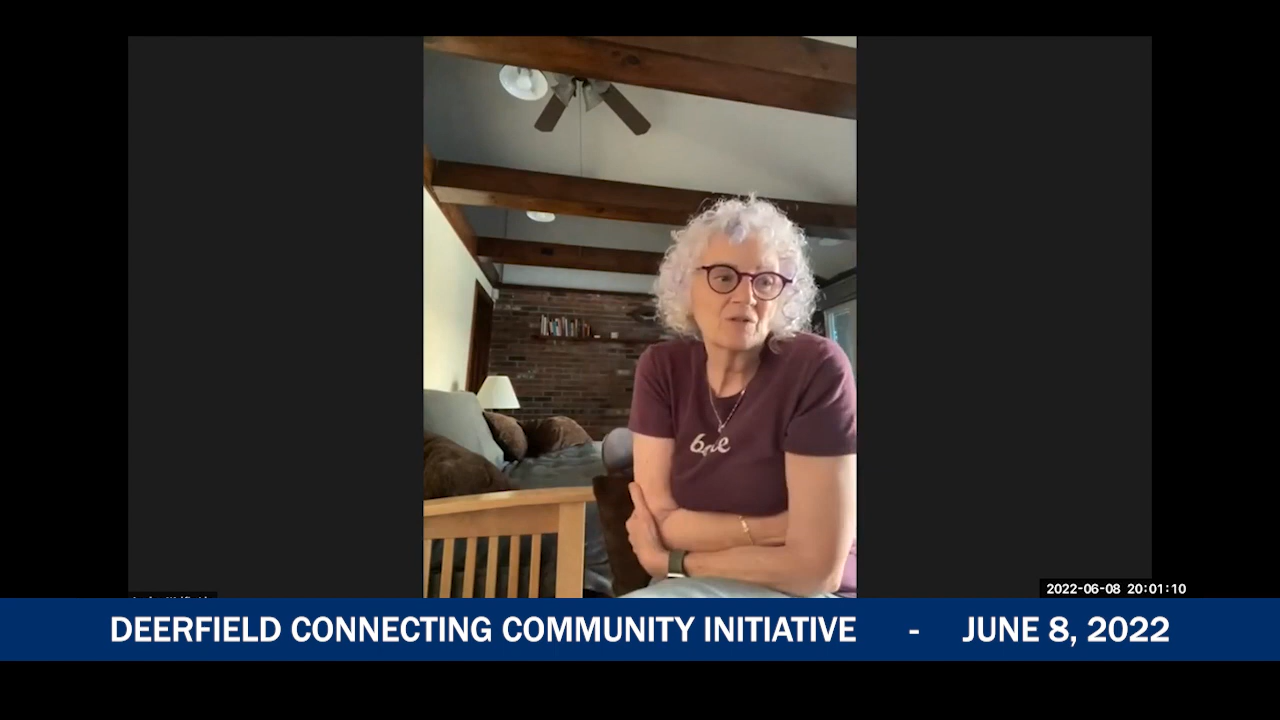 2022-06-08 20:01:10
DEERFIELD CONNECTING COMMUNITY INITIATIVE - JUNE 8, 2022